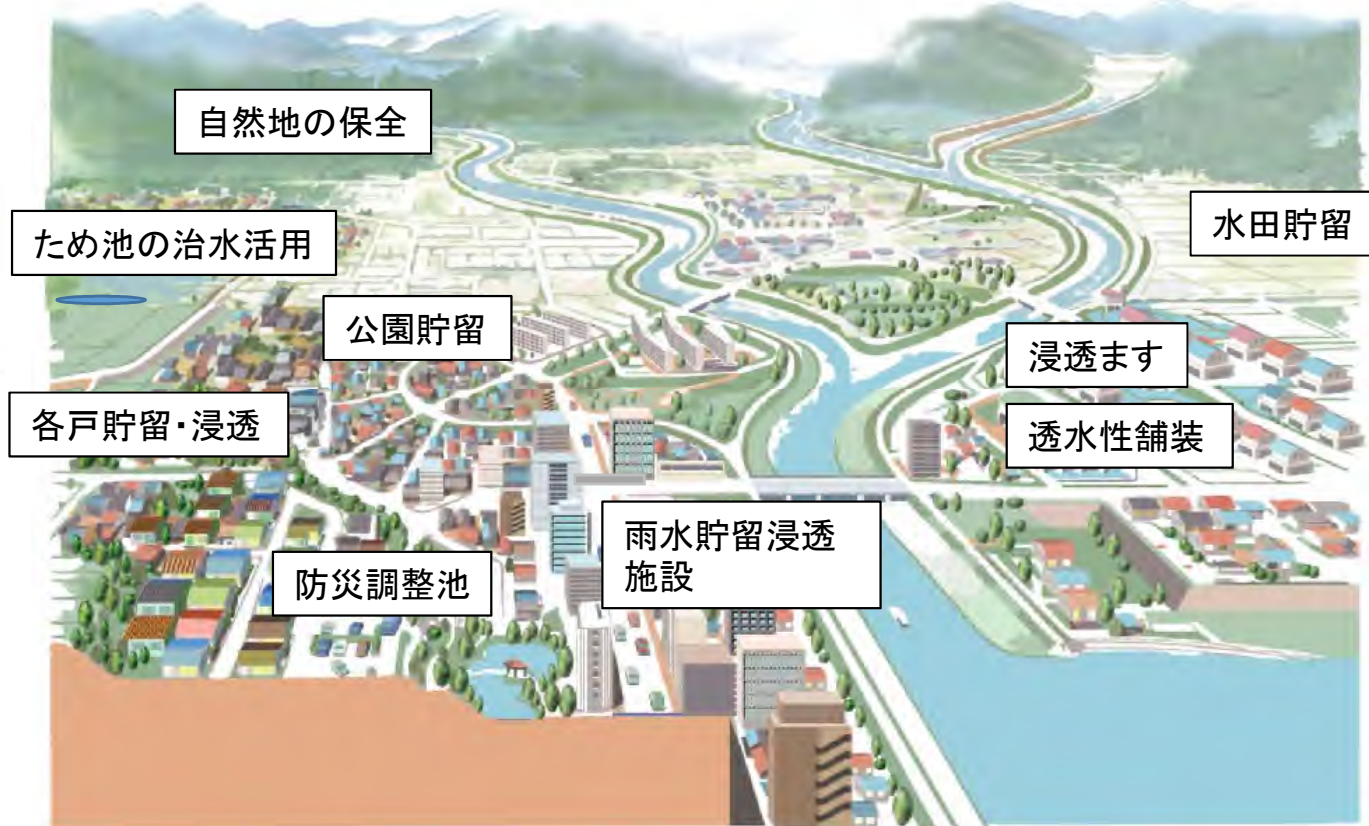 自然地の保全
ため池の治水活用
水田貯留
公園貯留
浸透ます
各戸貯留・浸透
透水性舗装
雨水貯留浸透
施設
防災調整池